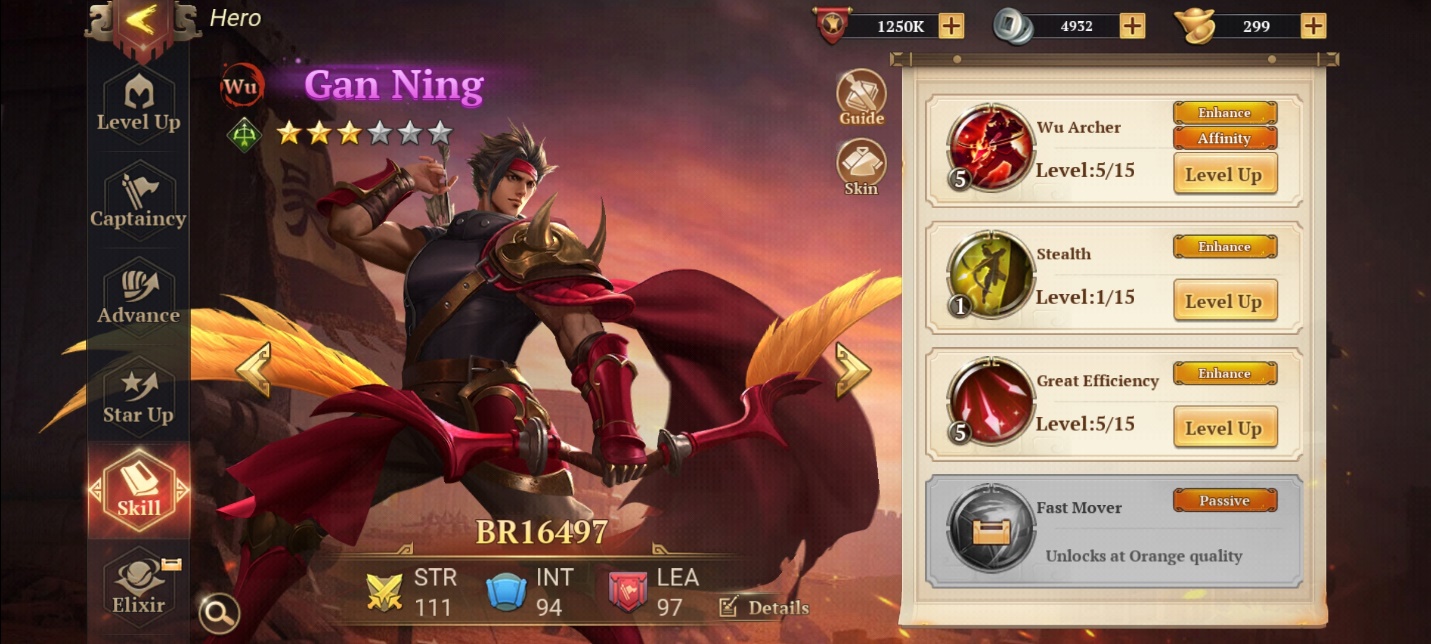 Hero
1250K
4932
299
Level Up
Captaincy
Advance
Star Up
Skill
Elixir
Wu
Gan Ning
Guide
Skin
BR16497
STR
111
INT
94
LEA
97
Details
Wu Archer
Enhance
Affinity
5
Level:5/15
Level Up
Stealth
Enhance
1
Level:1/15
Level Up
Great Efficiency
Enhance
5
Level:5/15
Level Up
Fast Mover
Passive
Unlocks at Orange quality